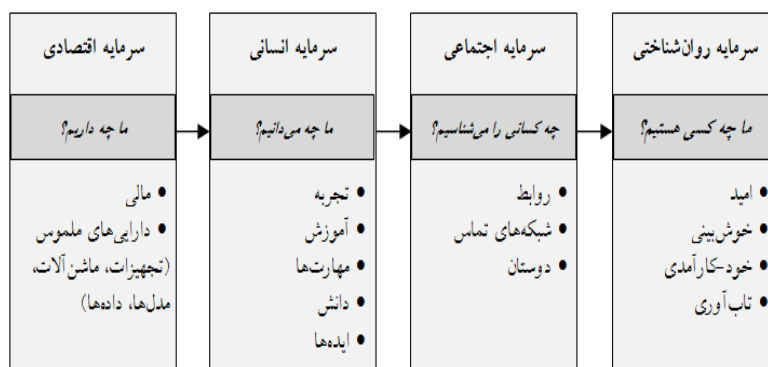 سرمایه اقتصادی
ما چه داریم؟
• مالی
• دارایی‌های ملموس
(تجهیزات، ماشن‌آلات،
مدل‌ها، داده‌ها)
سرمایه انسانی
ما چه می‌دانیم؟
• تجربه
• آموزش
• مهارت‌ها
• دانش
• ایده‌ها
سرمایه اجتماعی
چه کسانی را می‌شناسیم؟
• روابط
• شبکه‌های تماس
• دوستان
سرمایه روان‌شناختی
ما چه کسی هستیم؟
• امید
• خوش‌بینی
• خود-کارآمدی
• تاب‌آوری